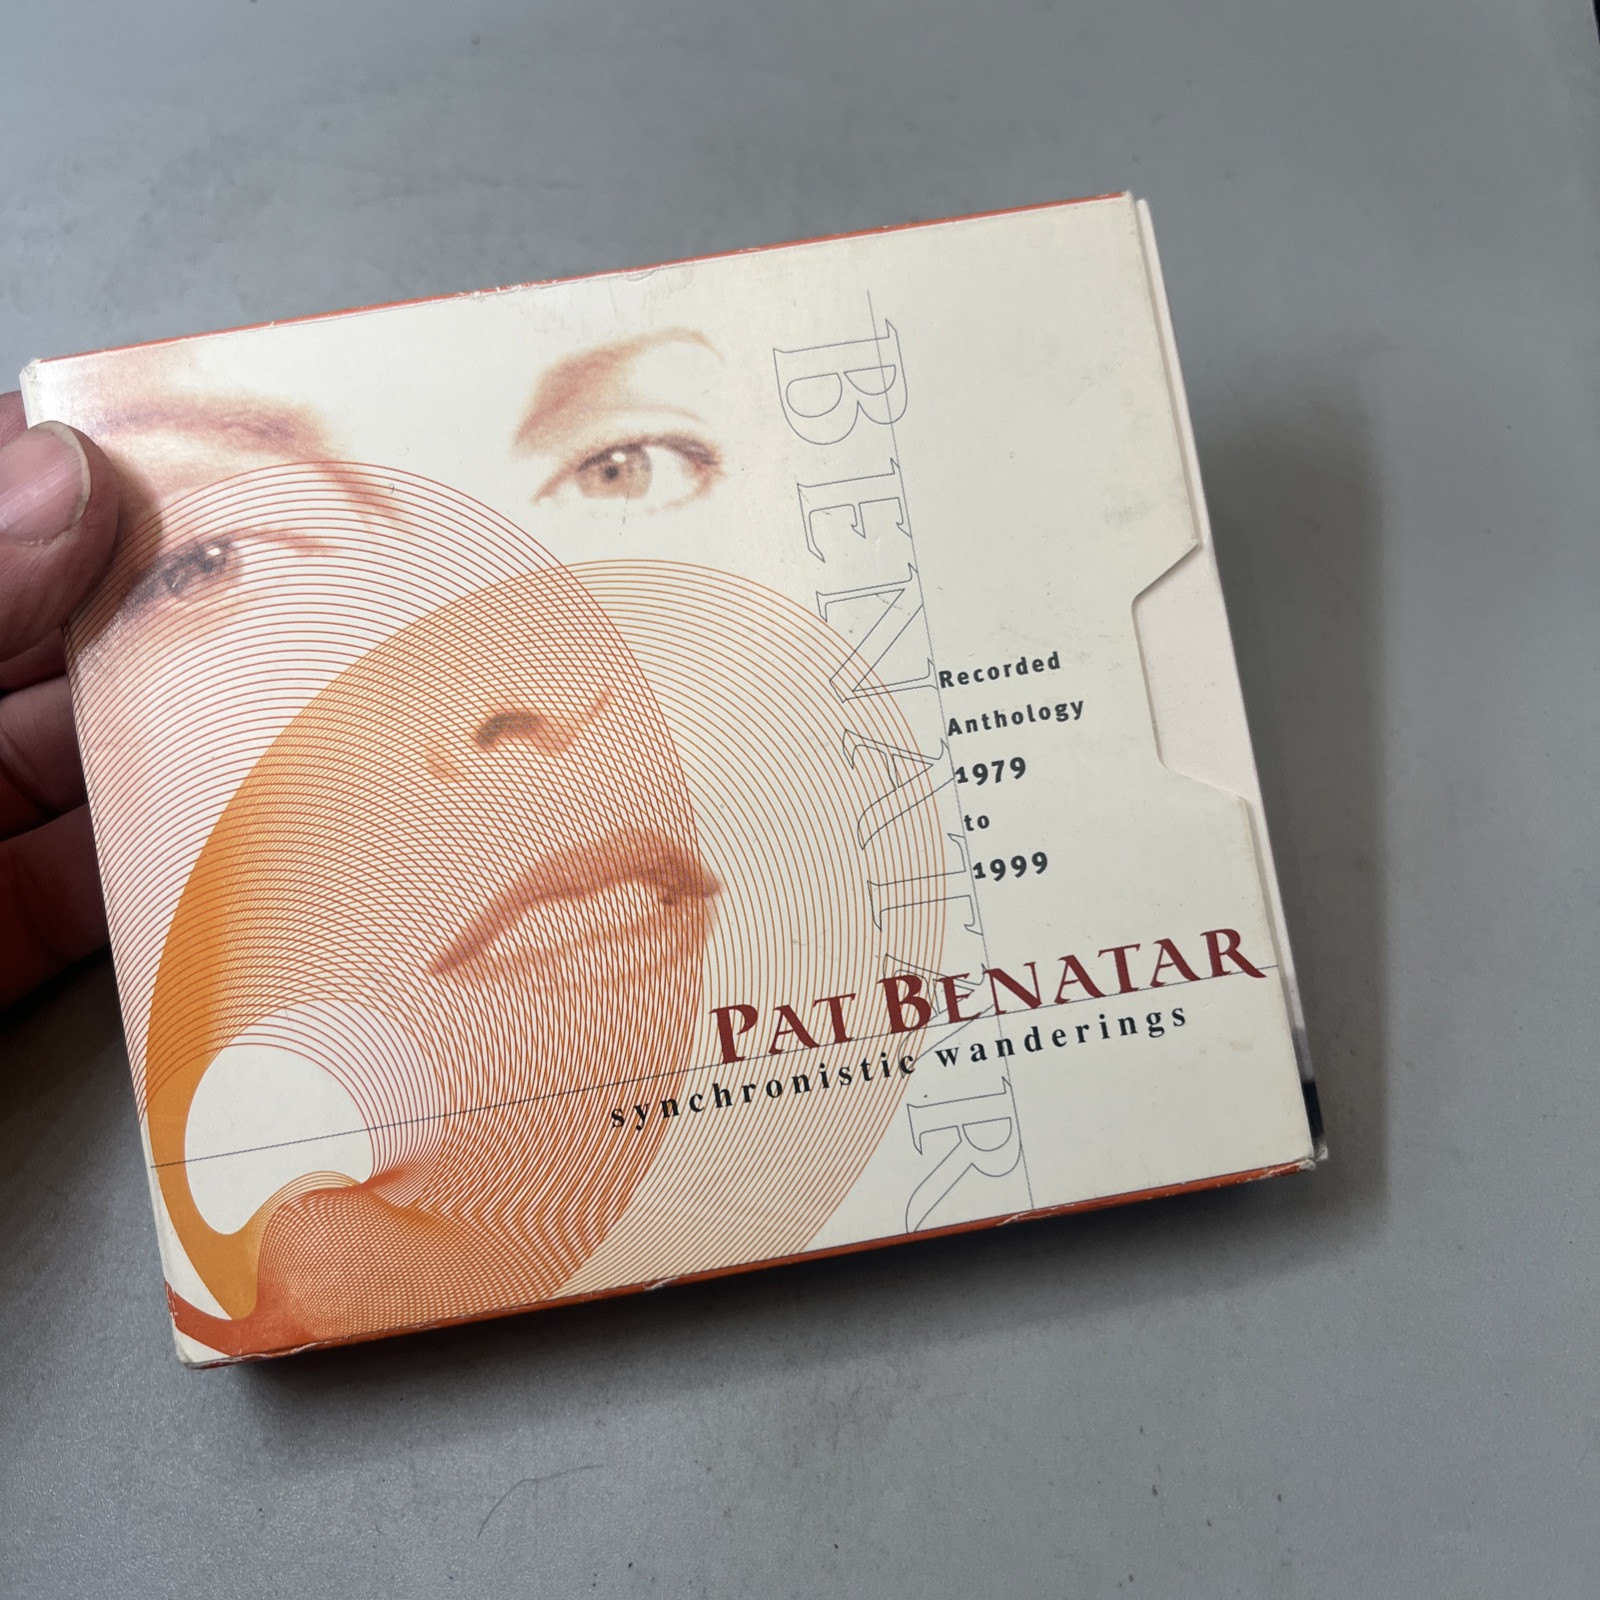 BENATAR
Recorded
Anthology
1979
to
1999
PAT BENATAR
synchronistic wanderings